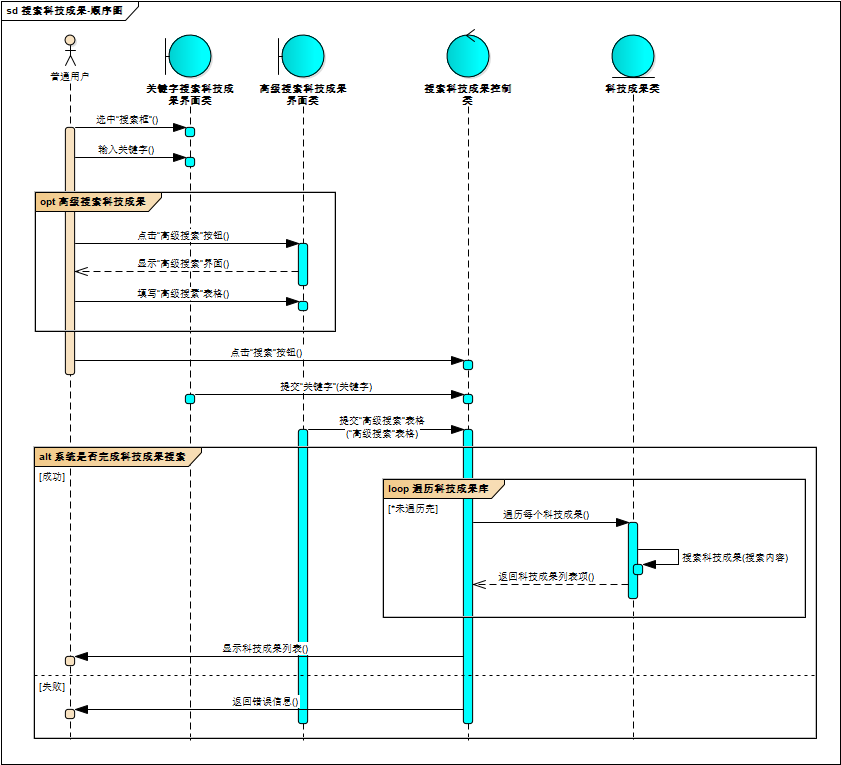 sd 搜索科技成果-顺序图
普通用户
关键字搜索科技成
果界面类
高级搜索科技成果
界面类
搜索科技成果控制
类
科技成果类
选中"搜索框"()
输入关键字()
opt 高级搜索科技成果
点击"高级搜索"按钮()
显示"高级搜索"界面()
填写"高级搜索"表格()
点击"搜索"按钮()
提交"关键字"(关键字)
提交"高级搜索"表格
("高级搜索"表格)
alt 系统是否完成科技成果搜索
[成功]
loop 遍历科技成果库
[*未遍历完]
遍历每个科技成果()
搜索科技成果(搜索内容)
返回科技成果列表项()
显示科技成果列表()
[失败]
返回错误信息()